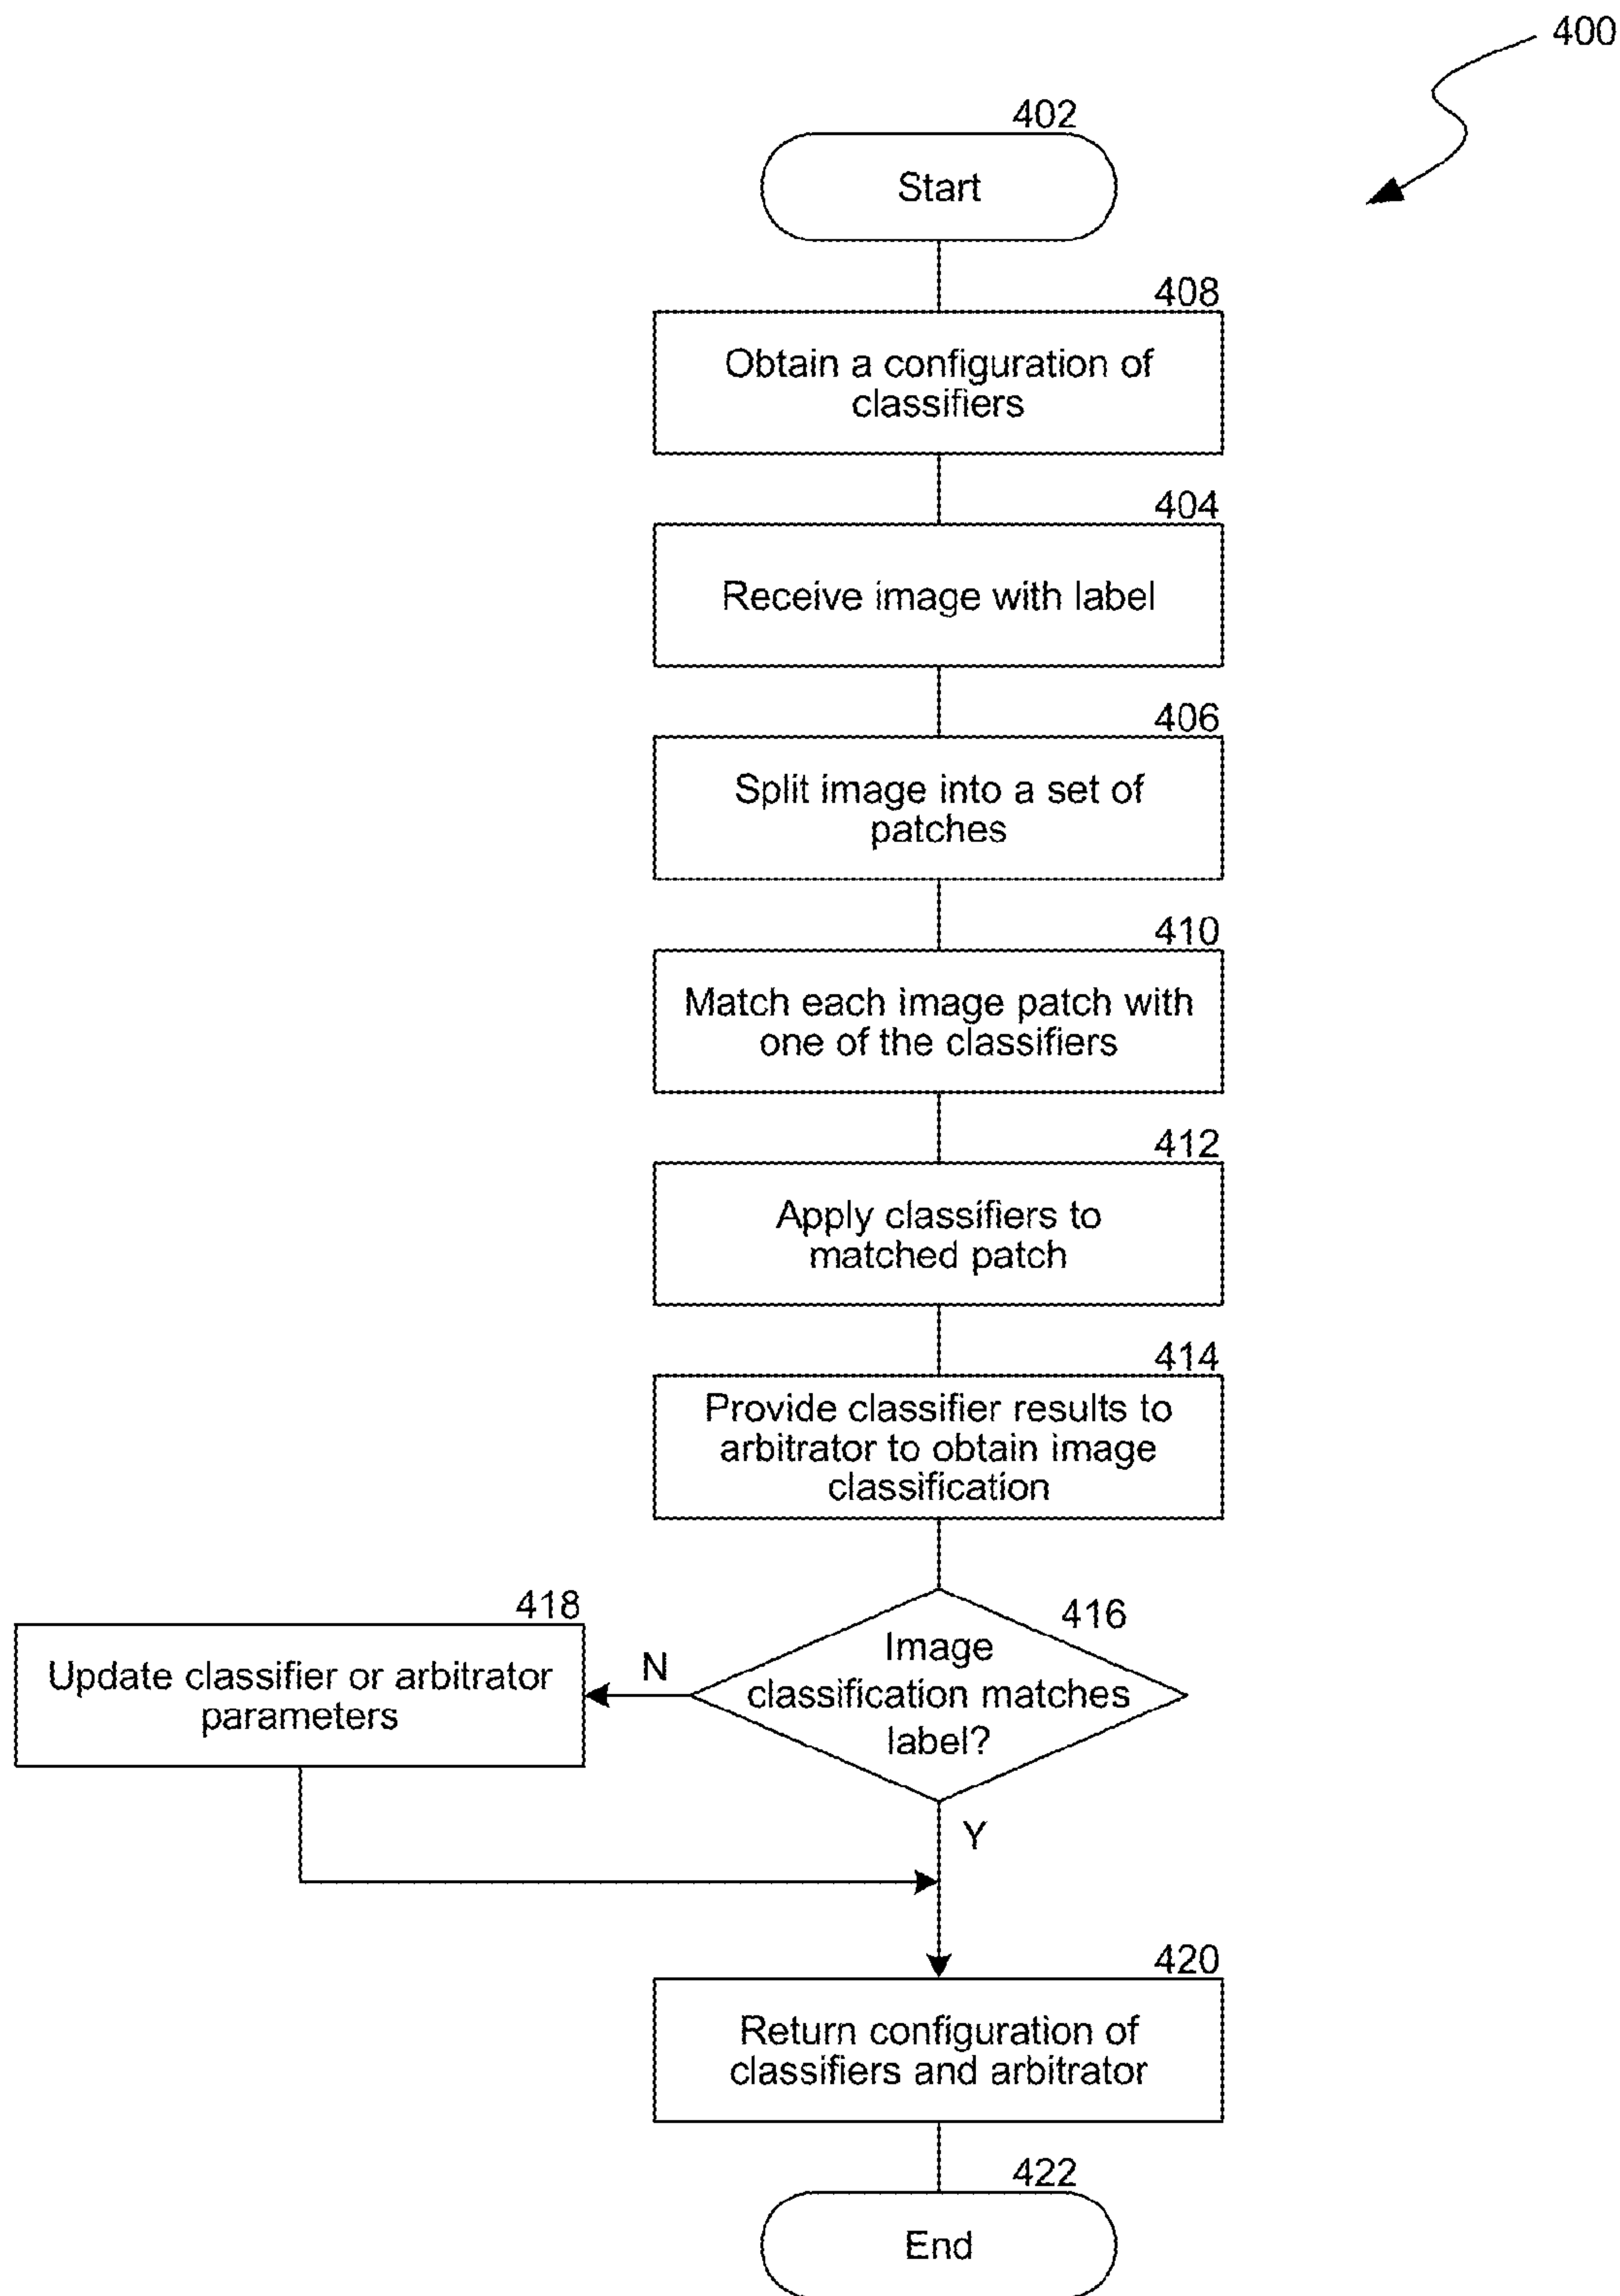 400
402
Start
408
Obtain a configuration of
classifiers
404
Receive image with label
406
Split image into a set of
patches
410
Match each image patch with
one of the classifiers
412
Apply classifiers to
matched patch
414
Provide classifier results to
arbitrator to obtain image
classification
416
Image
classification matches
label?
N
418
Update classifier or arbitrator
parameters
Y
420
Return configuration of
classifiers and arbitrator
422
End